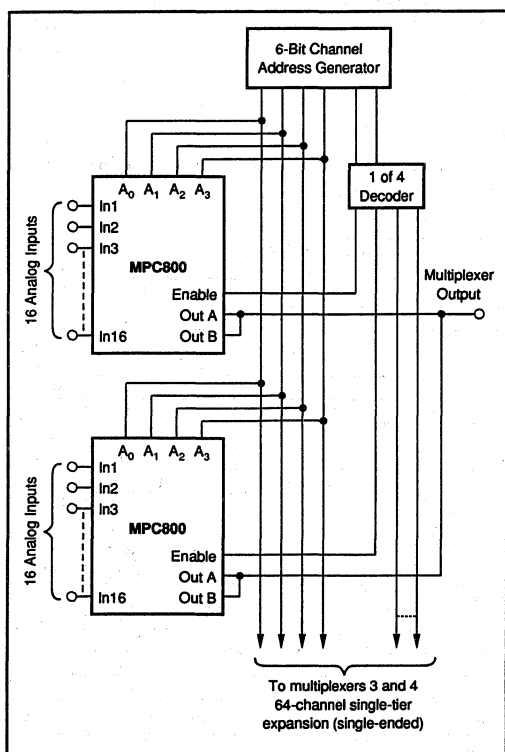 6-Bit Channel
Address Generator
1 of 4
Decoder
A0 A1 A2 A3
16 Analog Inputs
In1
In2
In3
MPC800
Enable
Out A
Out B
In16
Multiplexer
Output
A0 A1 A2 A3
16 Analog Inputs
In1
In2
In3
MPC800
Enable
Out A
Out B
In16
To multiplexers 3 and 4
64-channel single-tier
expansion (single-ended)